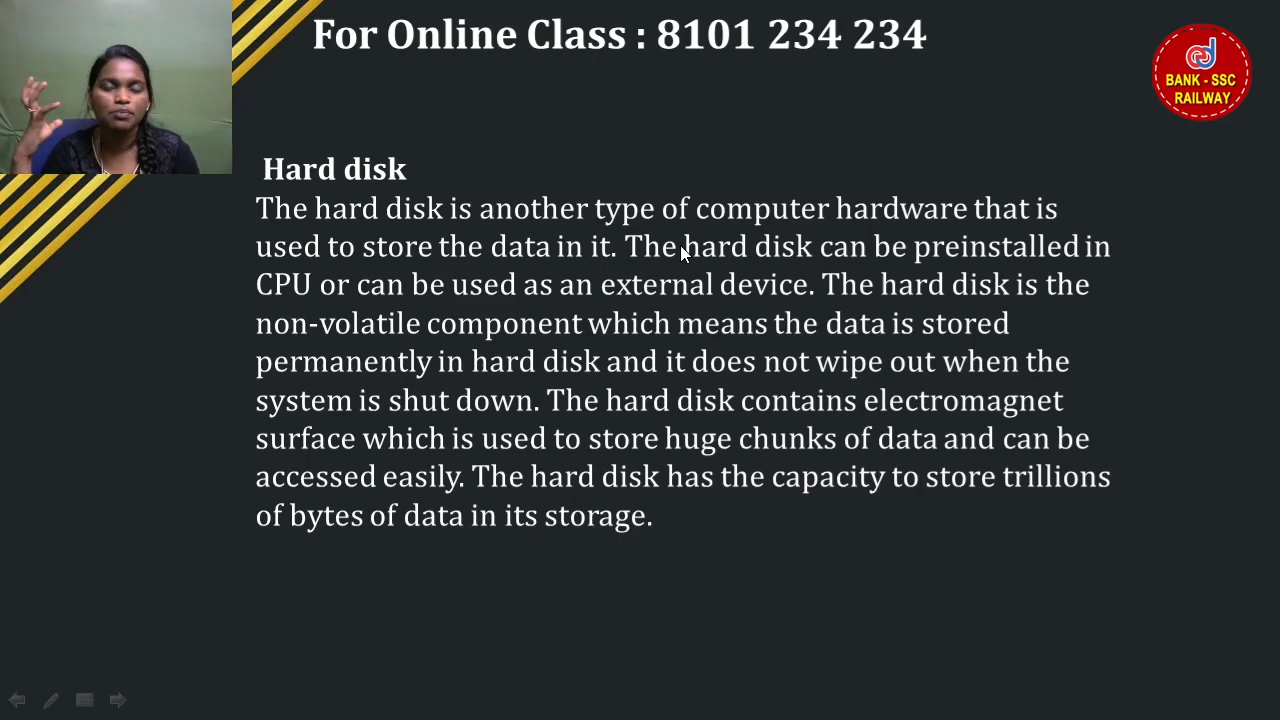 For Online Class : 8101 234 234
BANK - SSC
RAILWAY
Hard disk
The hard disk is another type of computer hardware that is
used to store the data in it. The hard disk can be preinstalled in
CPU or can be used as an external device. The hard disk is the
non-volatile component which means the data is stored
permanently in hard disk and it does not wipe out when the
system is shut down. The hard disk contains electromagnet
surface which is used to store huge chunks of data and can be
accessed easily. The hard disk has the capacity to store trillions
of bytes of data in its storage.